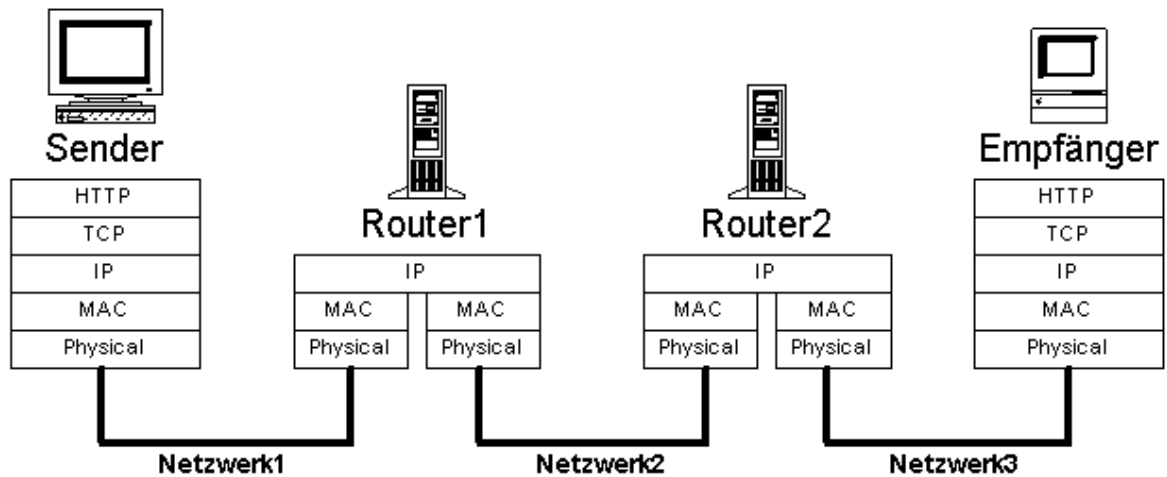 Sender
Empfänger
Router1
Router2
HTTP
TCP
IP
MAC
Physical
IP
MAC MAC
Physical Physical
IP
MAC MAC
Physical Physical
HTTP
TCP
IP
MAC
Physical
Netzwerk1
Netzwerk2
Netzwerk3